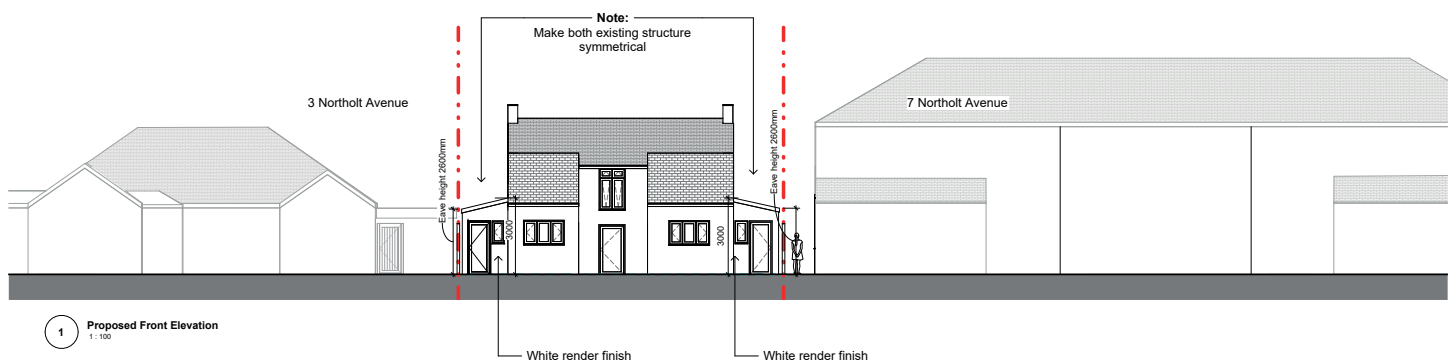 Note:
Make both existing structure
symmetrical
3 Northolt Avenue
7 Northolt Avenue
Eave height 2600mm
Eave height 2600mm
3000
3000
1
Proposed Front Elevation
1 : 100
White render finish
White render finish